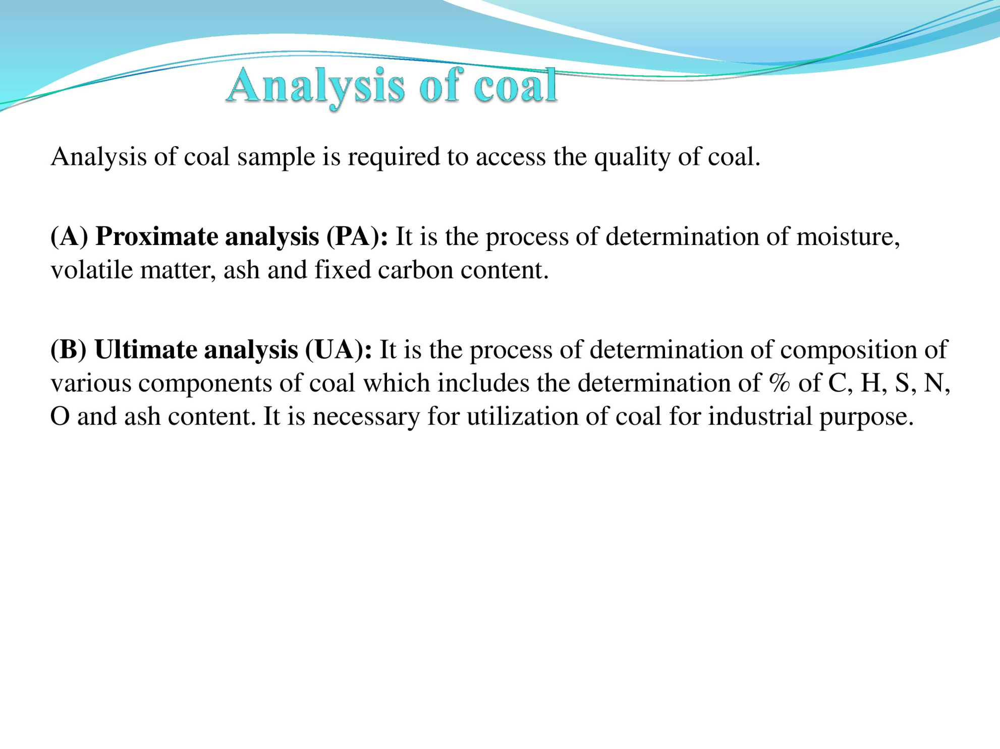 Analysis of coal
Analysis of coal sample is required to access the quality of coal.
(A) Proximate analysis (PA): It is the process of determination of moisture,
volatile matter, ash and fixed carbon content.
(B) Ultimate analysis (UA): It is the process of determination of composition of
various components of coal which includes the determination of % of C, H, S, N,
O and ash content. It is necessary for utilization of coal for industrial purpose.